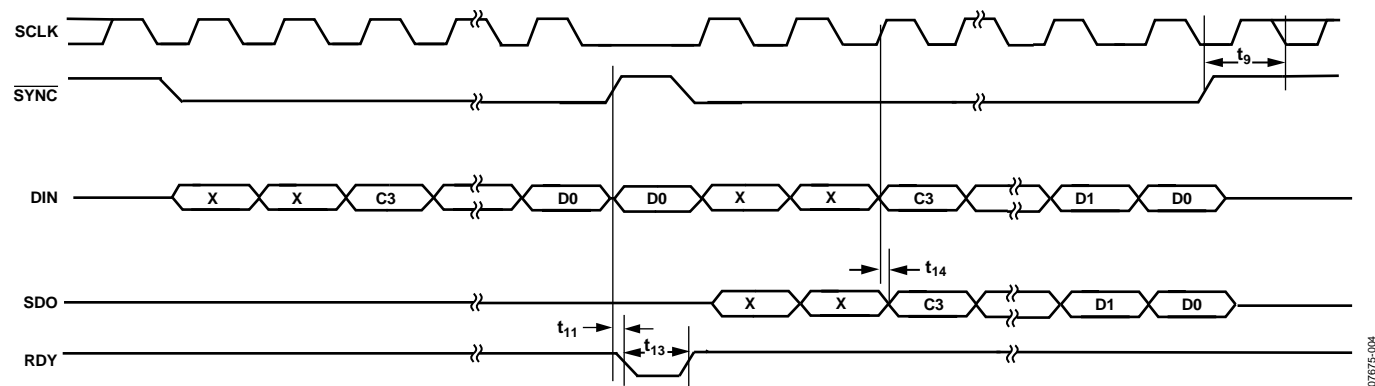 SCLK
t9
SYNC
DIN X X C3 D0 D0 X X C3 D1 D0
t14
SDO X X C3 D1 D0
t11
t13
RDY
07675-004